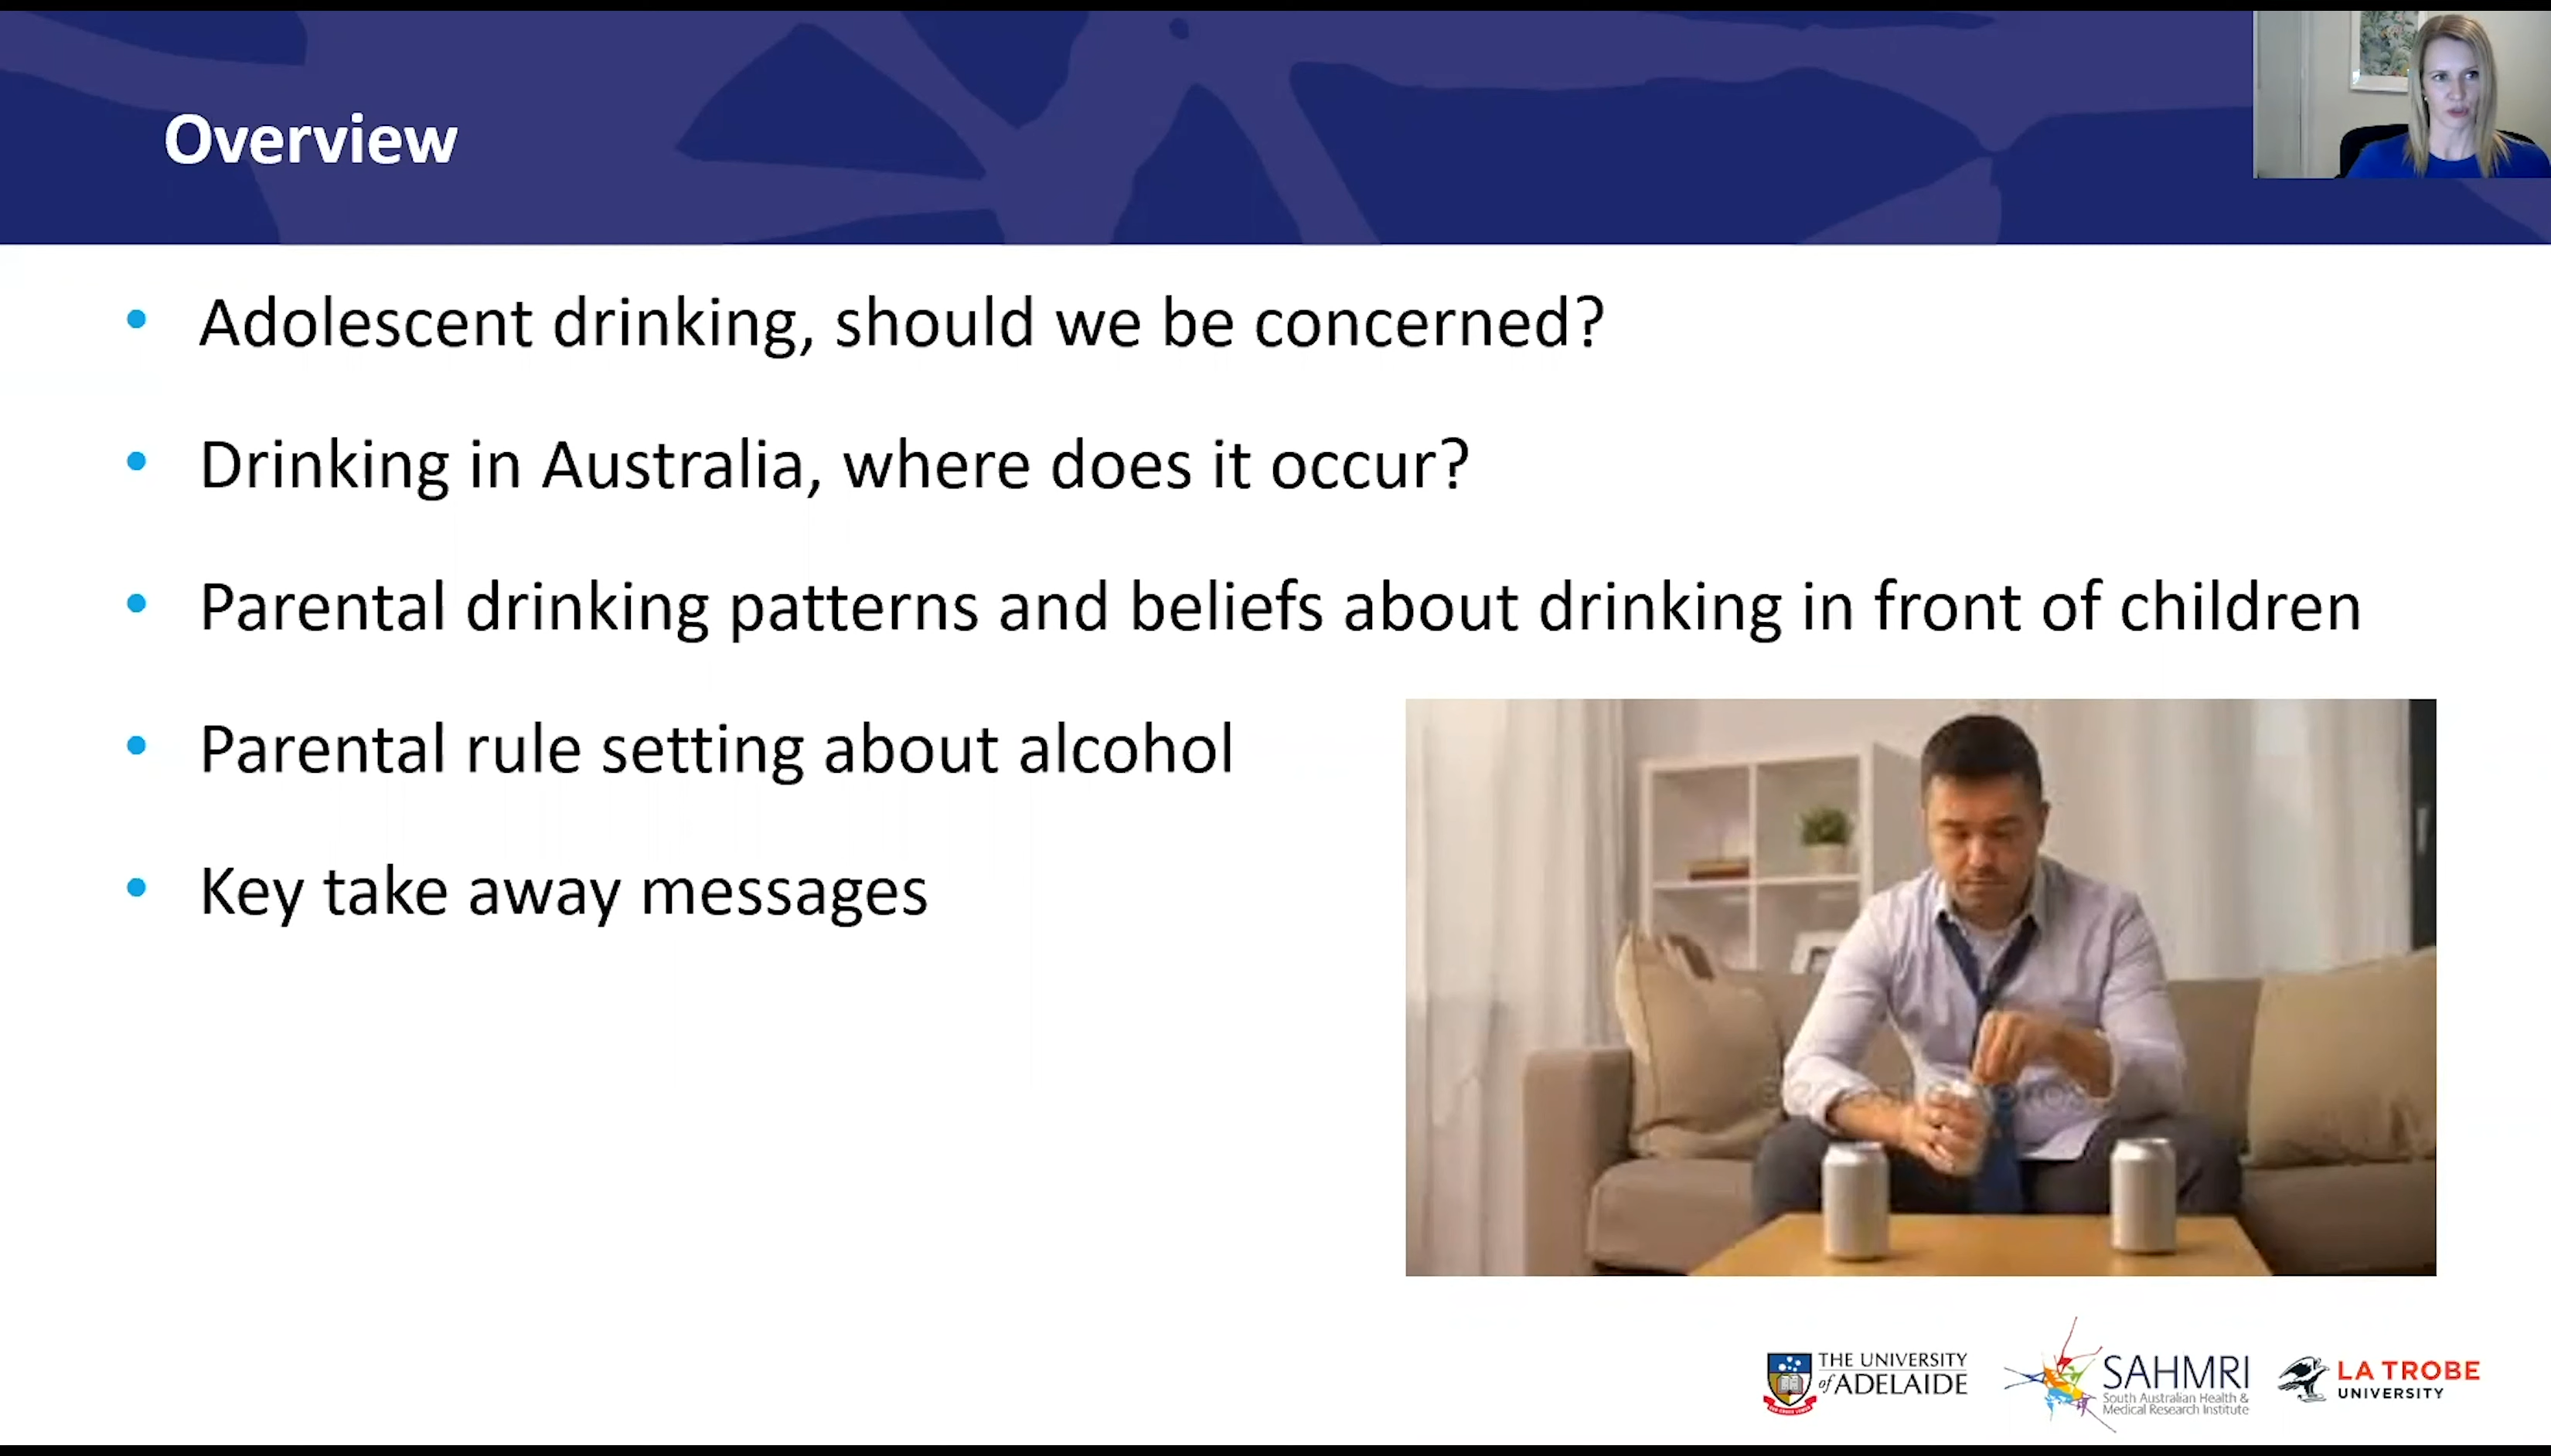 Overview
Adolescent drinking, should we be concerned?
Drinking in Australia, where does it occur?
Parental drinking patterns and beliefs about drinking in front of children
Parental rule setting about alcohol
Key take away messages
THE UNIVERSITY
of ADELAIDE
SAHMRI
South Australian Health &
Medical Research Institute
LA TROBE
UNIVERSITY